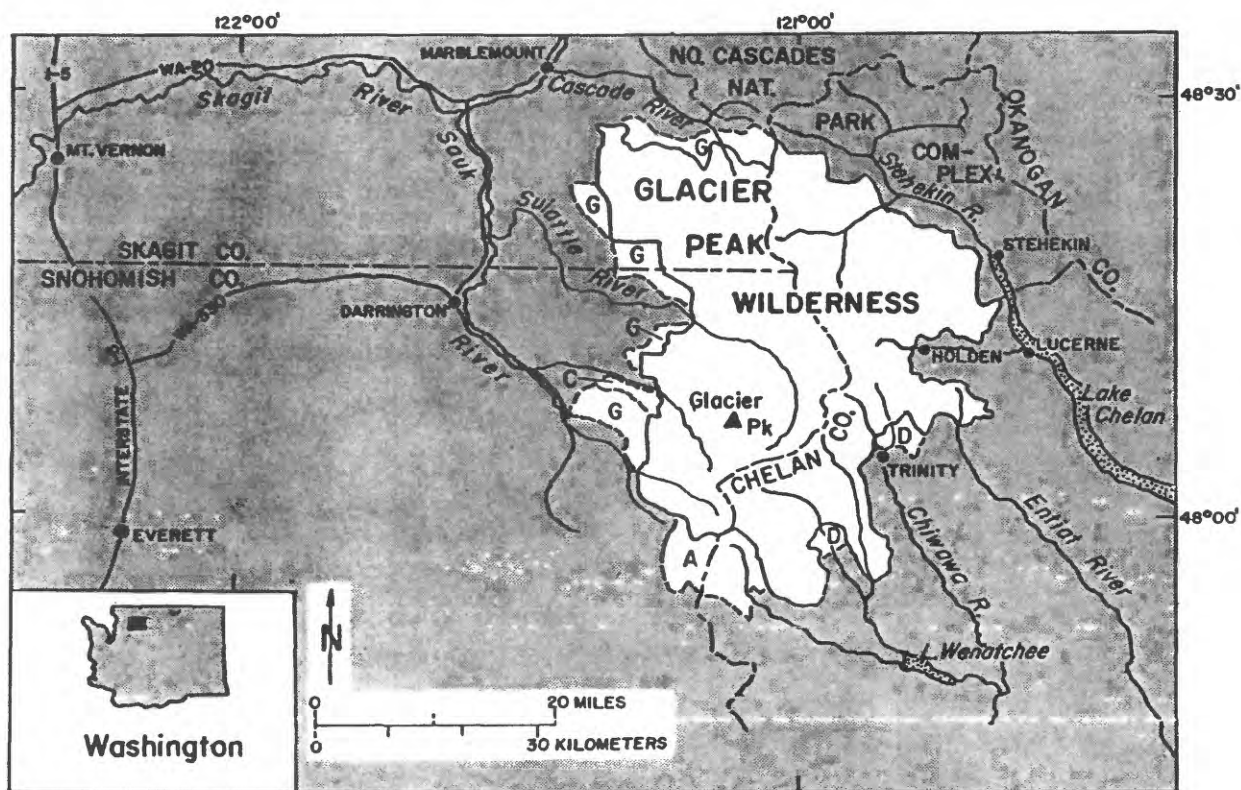 122°00'
121°00'
48°30'
48°00'
I-5
WA-20
Skagit
River
MARBLEMOUNT
Cascade
River
NO. CASCADES
NAT.
PARK
COM-
PLEX
OKANOGAN
CO.
MT. VERNON
Sauk
River
Suiattle
River
G
G
G
G
GLACIER
PEAK
WILDERNESS
Stehekin R.
STEHEKIN
SKAGIT CO.
SNOHOMISH CO.
WA-530
DARRINGTON
HOLDEN
LUCERNE
Lake
Chelan
C
G
Glacier
Pk
CHELAN
CO.
D
TRINITY
INTERSTATE
5
EVERETT
A
D
Chiwawa R.
Entiat River
L. Wenatchee
N
0
20 MILES
0
30 KILOMETERS
Washington